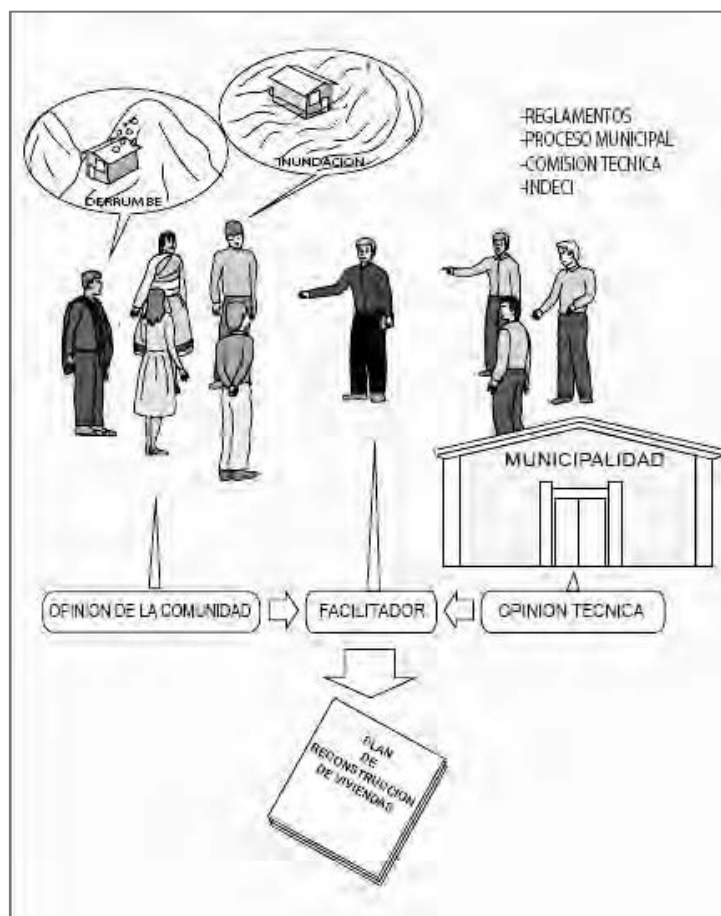 INUNDACION
DERRUMBE
-REGLAMENTOS
-PROCESO MUNICIPAL
-COMISION TECNICA
-INDECI
MUNICIPALIDAD
OPINION DE LA COMUNIDAD
FACILITADOR
OPINION TECNICA
PLAN
DE
RECONSTRUCCION
DE VIVIENDAS